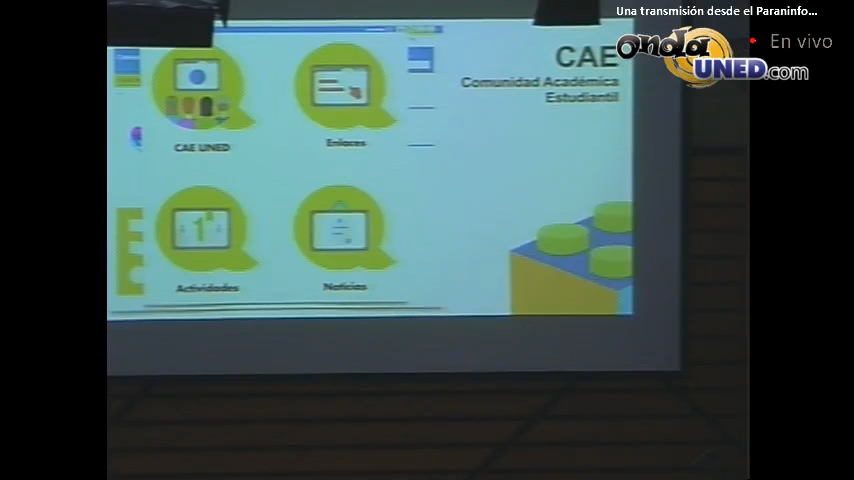 Una transmisión desde el Paraninfo...
onda
UNED.com
En vivo
CAE
Comunidad Académica
Estudiantil
CAE UNED
Enlaces
Actividades
Noticias